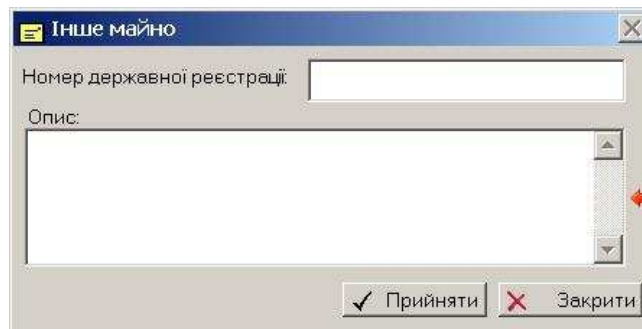 Інше майно
Номер державної реєстрації:
Опис:
Прийняти Закрити